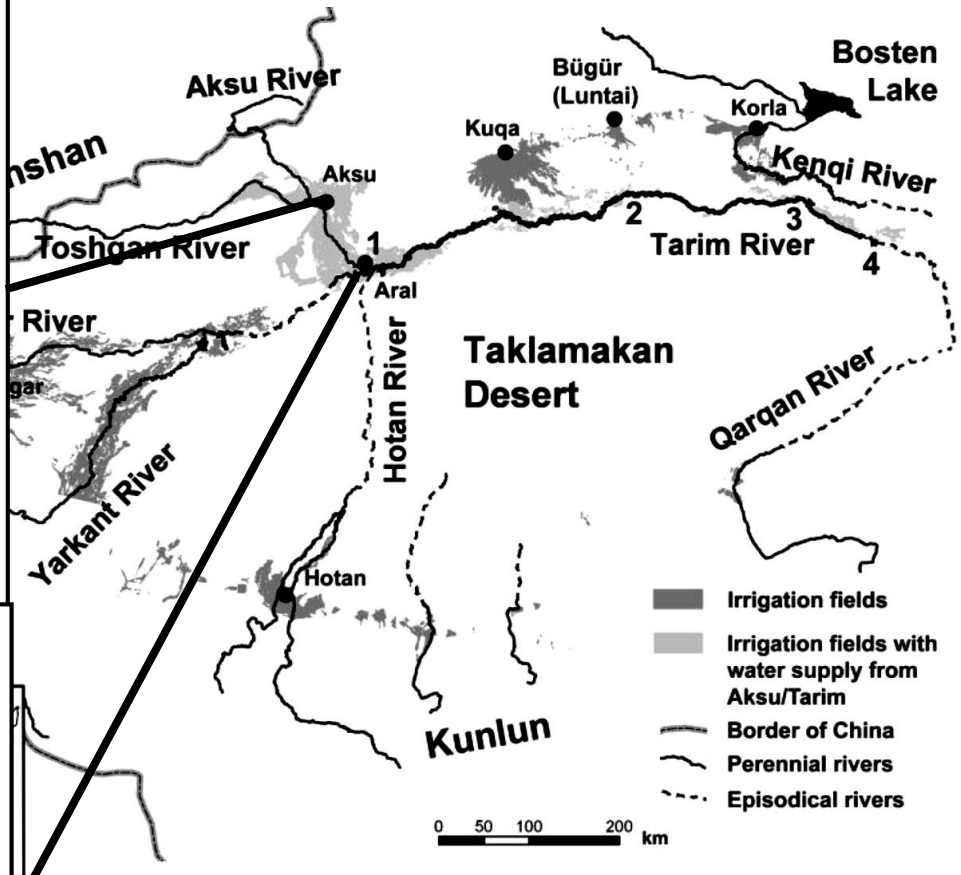 Aksu River
Bosten
Lake
Bügür
(Luntai)
Korla
Kuqa
nshan
Kenqi River
Aksu
Toshgan River
1
2
3
4
Tarim River
Aral
River
gar
Taklamakan
Desert
Hotan River
Qarqan River
Yarkant River
Hotan
Kunlun
Irrigation fields
Irrigation fields with
water supply from
Aksu/Tarim
Border of China
Perennial rivers
Episodical rivers
0 50 100 200
km